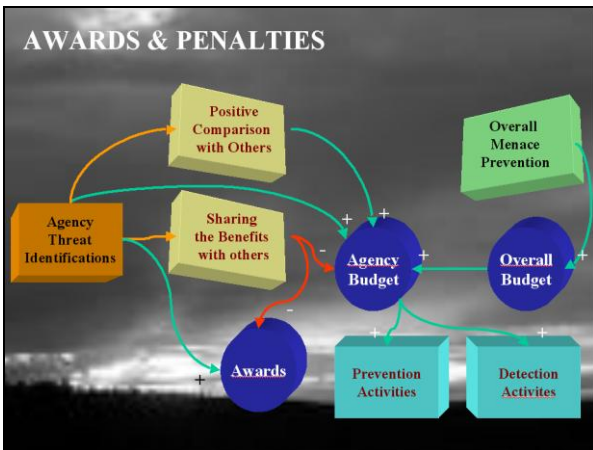 AWARDS & PENALTIES
Positive
Comparison
with Others
Overall
Menace
Prevention
Agency
Threat
Identifications
Sharing
the Benefits
with others
+
+
-
Agency
Budget
+
Overall
Budget
+
-
+
Awards
+
Prevention
Activities
+
Detection
Activites